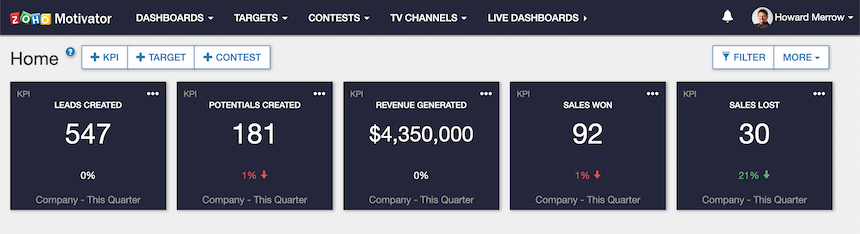 ZOHO Motivator DASHBOARDS TARGETS CONTESTS TV CHANNELS LIVE DASHBOARDS Howard Merrow
Home ? + KPI + TARGET + CONTEST FILTER MORE
KPI
LEADS CREATED
547
0%
Company - This Quarter
KPI
POTENTIALS CREATED
181
1%
Company - This Quarter
KPI
REVENUE GENERATED
$4,350,000
0%
Company - This Quarter
KPI
SALES WON
92
1%
Company - This Quarter
KPI
SALES LOST
30
21%
Company - This Quarter